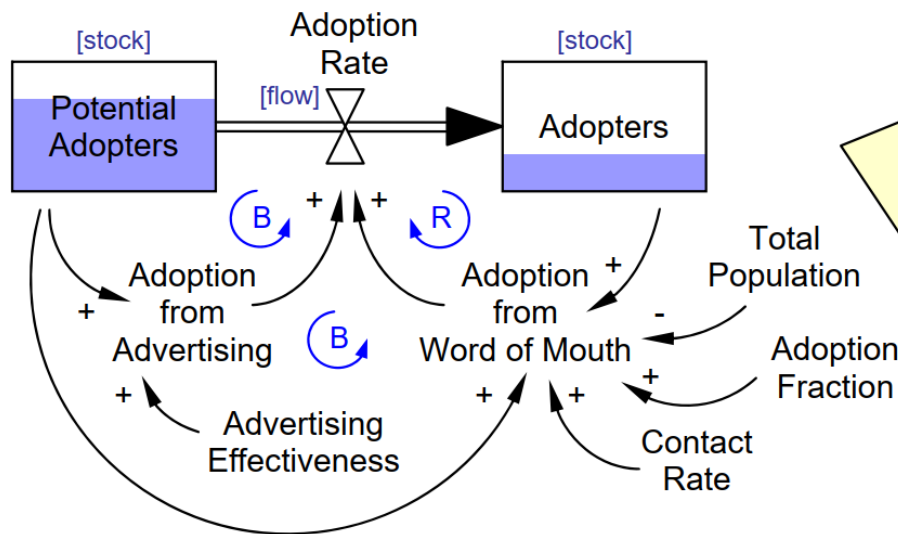 [stock]
Adoption
Rate
[stock]
[flow]
Potential
Adopters
Adopters
+
+
B
R
+
Total
Population
Adoption
from
Advertising
+
Adoption
from
Word of Mouth
-
B
Adoption
Fraction
+
+
+
+
Advertising
Effectiveness
Contact
Rate